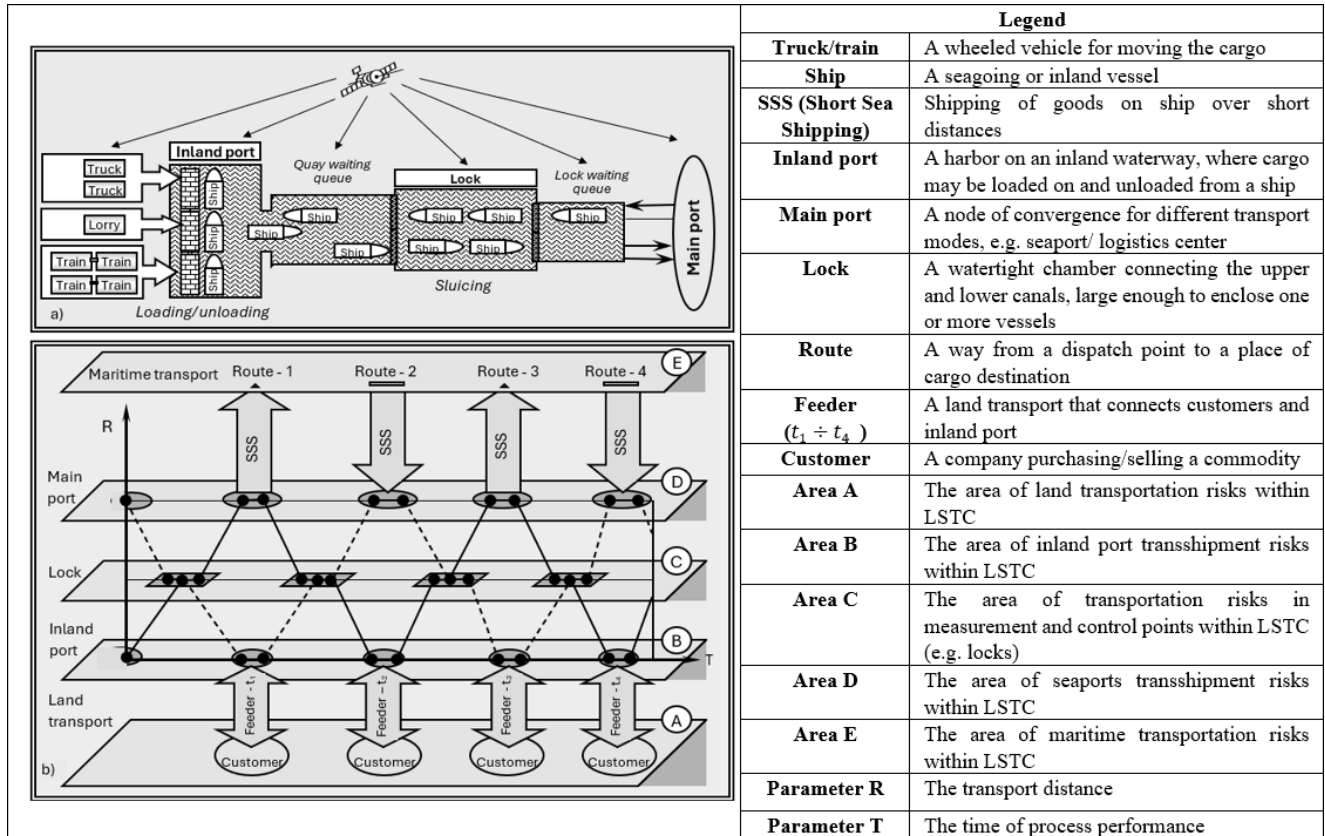 Inland port
Quay waiting
queue
Lock
Lock waiting
queue
Truck
Truck
Lorry
Train Train
Train Train
Ship
Ship
Ship
Ship
Ship
Ship
Ship
Ship
Ship
Ship
Ship
Main port
Sluicing
Loading/unloading
a)
E
Maritime transport Route - 1 Route - 2 Route - 3 Route - 4
R
SSS SSS SSS SSS
Main
port
D
Lock
C
Inland
port
B
T
Land
transport
Feeder - t₁ Feeder – t₂ Feeder - t₃ Feeder - t₄
A
Customer Customer Customer Customer
b)
Legend
Truck/train A wheeled vehicle for moving the cargo
Ship A seagoing or inland vessel
SSS (Short Sea Shipping of goods on ship over short
Shipping) distances
Inland port A harbor on an inland waterway, where cargo
may be loaded on and unloaded from a ship
Main port A node of convergence for different transport
modes, e.g. seaport/ logistics center
Lock A watertight chamber connecting the upper
and lower canals, large enough to enclose one
or more vessels
Route A way from a dispatch point to a place of
cargo destination
Feeder A land transport that connects customers and
(t₁ ÷ t₄ ) inland port
Customer A company purchasing/selling a commodity
Area A The area of land transportation risks within
LSTC
Area B The area of inland port transshipment risks
within LSTC
Area C The area of transportation risks in
measurement and control points within LSTC
(e.g. locks)
Area D The area of seaports transshipment risks
within LSTC
Area E The area of maritime transportation risks
within LSTC
Parameter R The transport distance
Parameter T The time of process performance